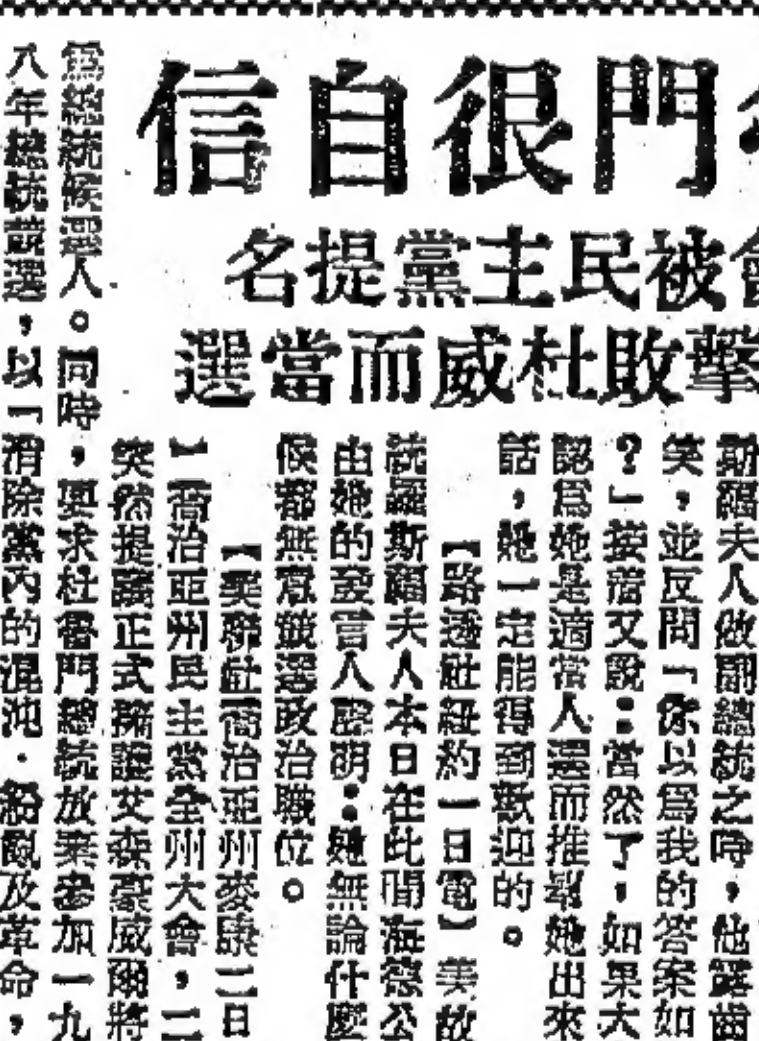 門很自信
被民主黨提名
擊敗杜威而當選
斯福夫人做副總統之時，他露齒
笑，並反問「你以爲我的答案如
？」接着又說：當然了，如果大
認爲她是適當人選而推舉她出來
話，她一定能得到歡迎的。
【路透社紐約一日電】美故
統羅斯福夫人本日在此間海德公
由她的發言人聲明：她無論什麼
候都無意競選政治職位。
【美聯社喬治亞州麥康二日
】喬治亞州民主黨全州大會，二
突然提議正式擁護艾森豪威爾將
爲總統候選人。同時，要求杜魯門總統放棄參加一九
八年總統競選，以「消除黨內的混沌．紛亂及革命，